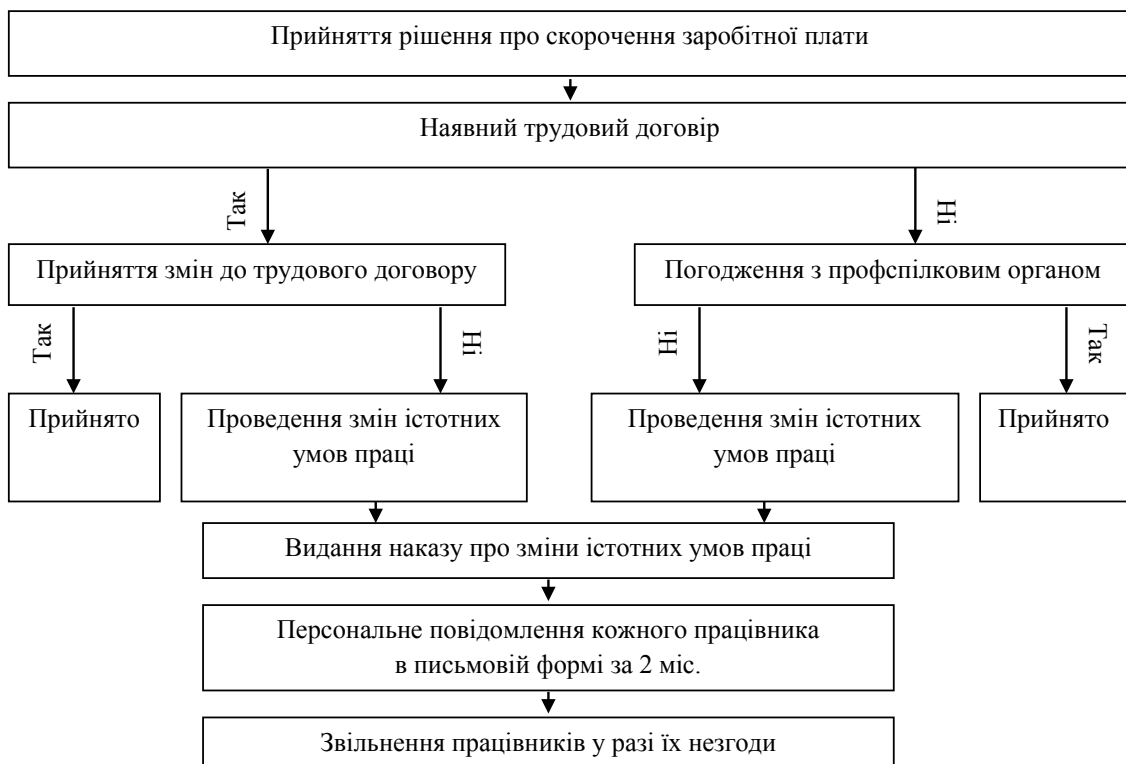 Прийняття рішення про скорочення заробітної плати
Наявний трудовий договір
Так
Ні
Прийняття змін до трудового договору
Погодження з профспілковим органом
Так
Ні
Ні
Так
Прийнято
Проведення змін істотних
умов праці
Проведення змін істотних
умов праці
Прийнято
Видання наказу про зміни істотних умов праці
Персональне повідомлення кожного працівника
в письмовій формі за 2 міс.
Звільнення працівників у разі їх незгоди